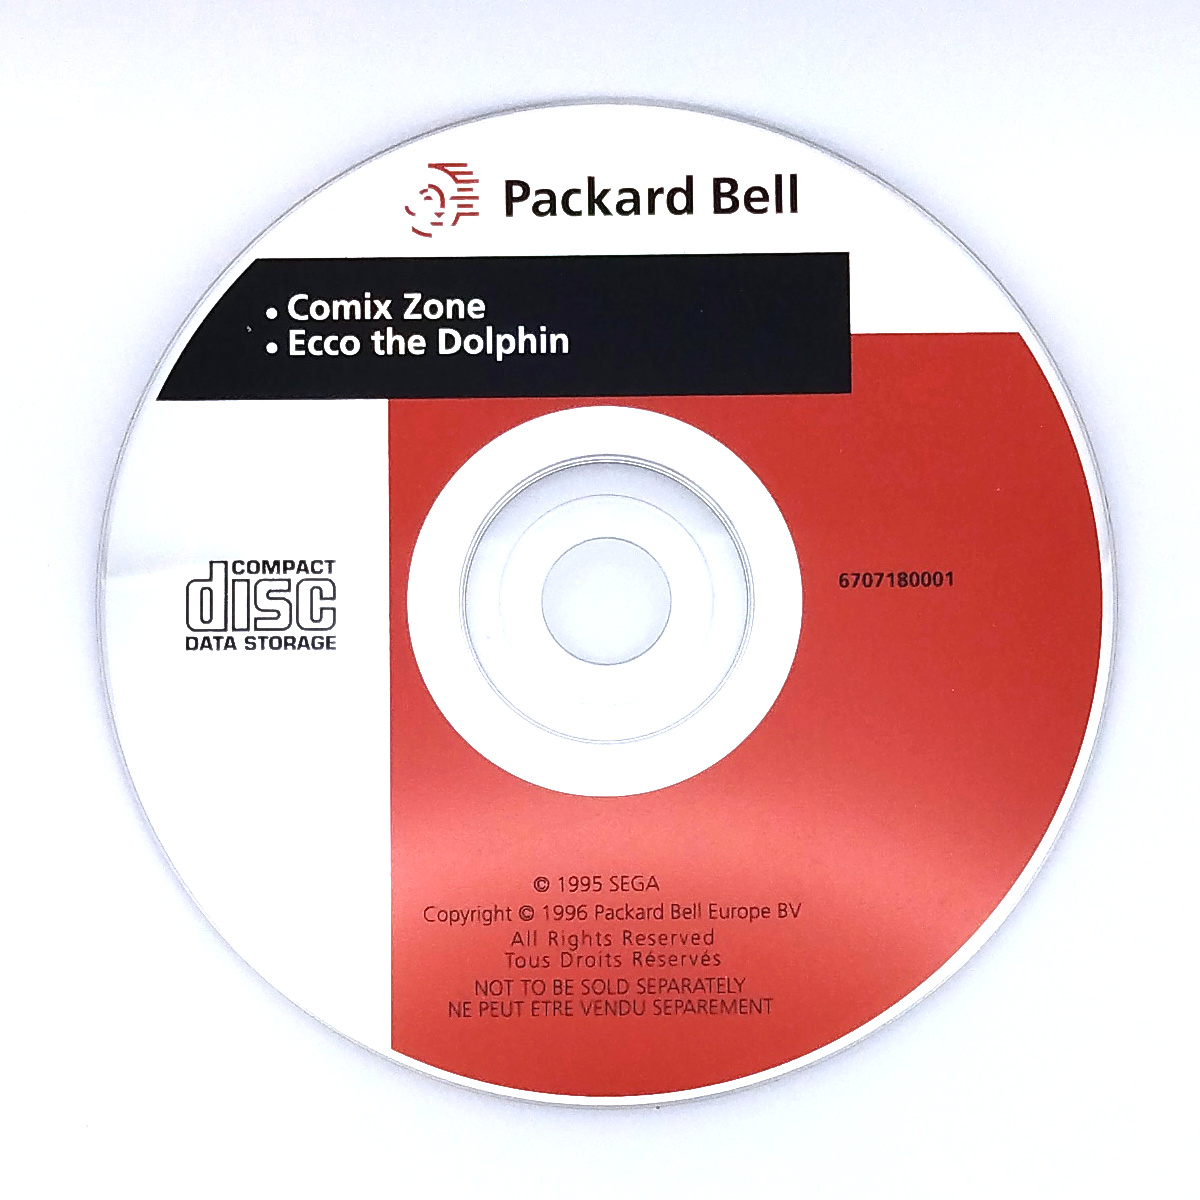 Packard Bell
• Comix Zone
• Ecco the Dolphin
COMPACT
disc
DATA STORAGE
6707180001
© 1995 SEGA
Copyright © 1996 Packard Bell Europe BV
All Rights Reserved
Tous Droits Réservés
NOT TO BE SOLD SEPARATELY
NE PEUT ETRE VENDU SEPAREMENT